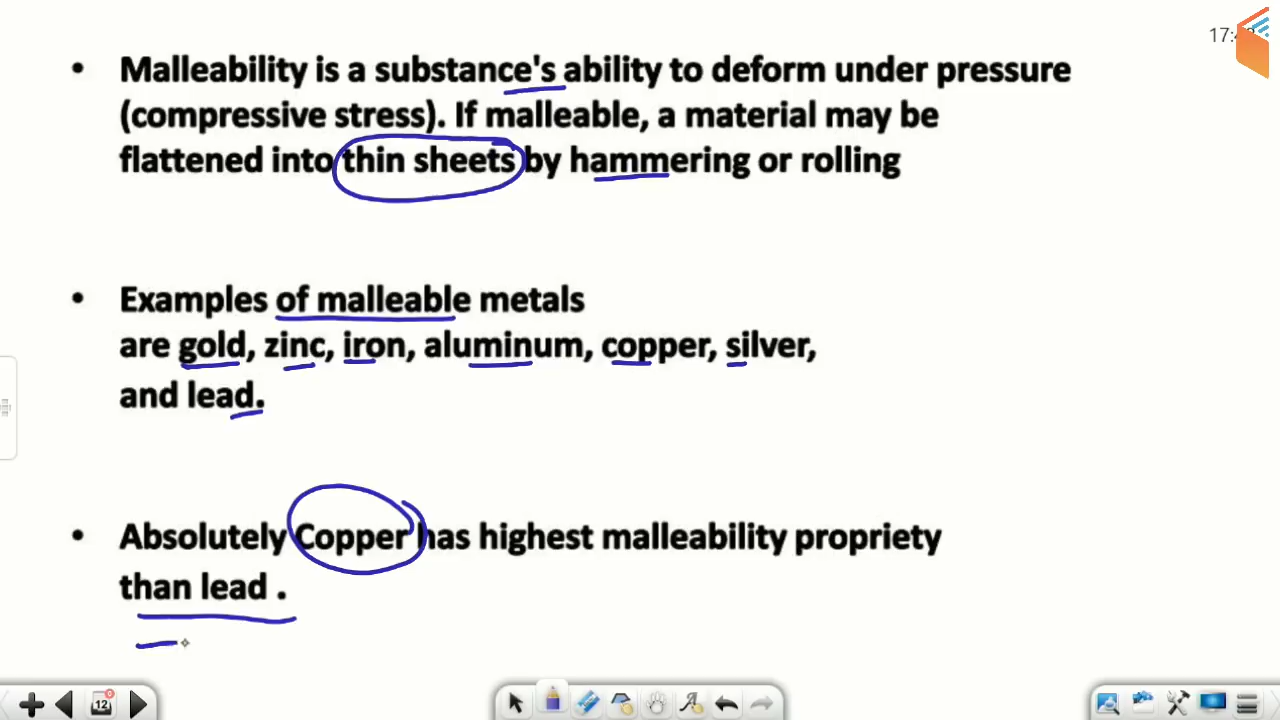 • Malleability is a substance's ability to deform under pressure
(compressive stress). If malleable, a material may be
flattened into thin sheets by hammering or rolling
• Examples of malleable metals
are gold, zinc, iron, aluminum, copper, silver,
and lead.
• Absolutely Copper has highest malleability propriety
than lead .
12